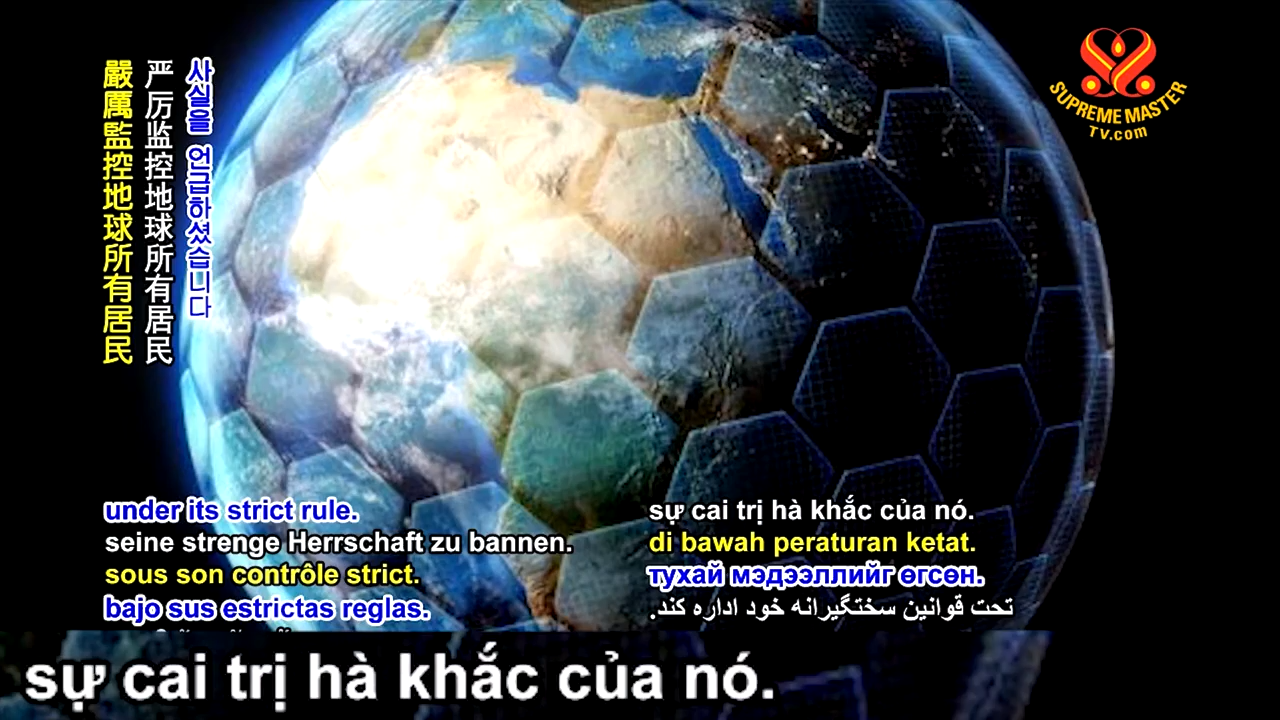 嚴厲監控地球所有居民
严厉监控地球所有居民
사실을 언급하셨습니다
SUPREME MASTER
TV.com
under its strict rule.
seine strenge Herrschaft zu bannen.
sous son contrôle strict.
bajo sus estrictas reglas.
sự cai trị hà khắc của nó.
di bawah peraturan ketat.
тухай мэдээллийг өгсөн.
تحت قوانین سختگیرانه خود اداره کند.
sự cai trị hà khắc của nó.